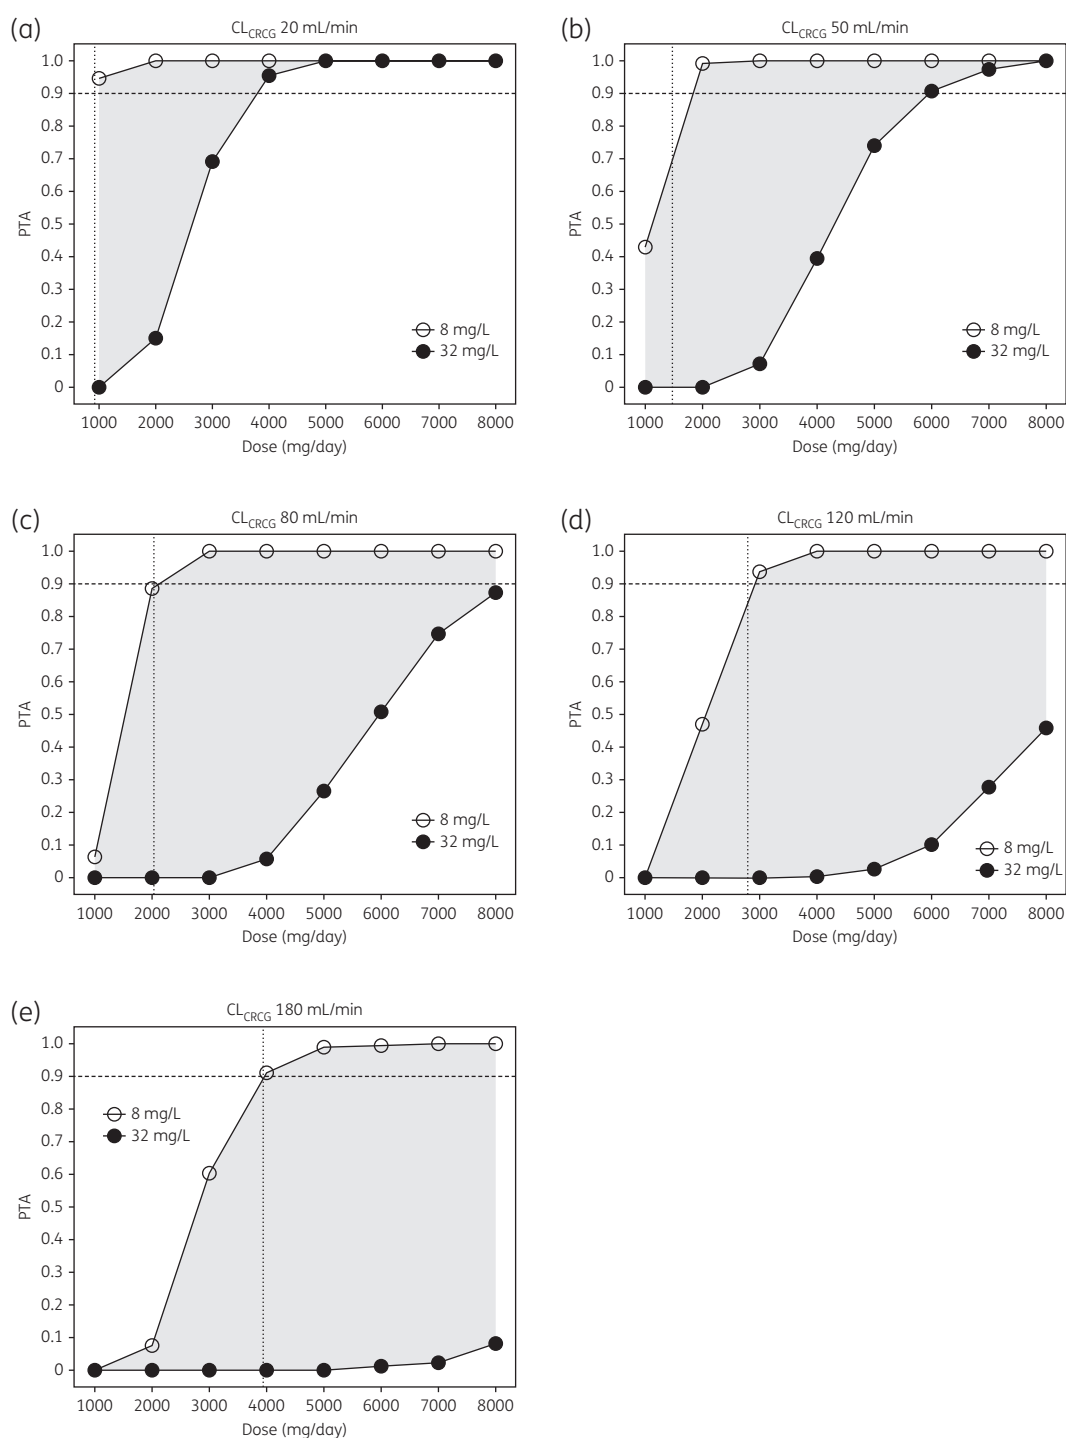 (a)
CLCRCG 20 mL/min
1.0
0.9
0.8
0.7
0.6
0.5
0.4
0.3
0.2
0.1
0
PTA
8 mg/L
32 mg/L
1000 2000 3000 4000 5000 6000 7000 8000
Dose (mg/day)
(b)
CLCRCG 50 mL/min
1.0
0.9
0.8
0.7
0.6
0.5
0.4
0.3
0.2
0.1
0
PTA
8 mg/L
32 mg/L
1000 2000 3000 4000 5000 6000 7000 8000
Dose (mg/day)
(c)
CLCRCG 80 mL/min
1.0
0.9
0.8
0.7
0.6
0.5
0.4
0.3
0.2
0.1
0
PTA
8 mg/L
32 mg/L
1000 2000 3000 4000 5000 6000 7000 8000
Dose (mg/day)
(d)
CLCRCG 120 mL/min
1.0
0.9
0.8
0.7
0.6
0.5
0.4
0.3
0.2
0.1
0
PTA
8 mg/L
32 mg/L
1000 2000 3000 4000 5000 6000 7000 8000
Dose (mg/day)
(e)
CLCRCG 180 mL/min
1.0
0.9
0.8
0.7
0.6
0.5
0.4
0.3
0.2
0.1
0
PTA
8 mg/L
32 mg/L
1000 2000 3000 4000 5000 6000 7000 8000
Dose (mg/day)